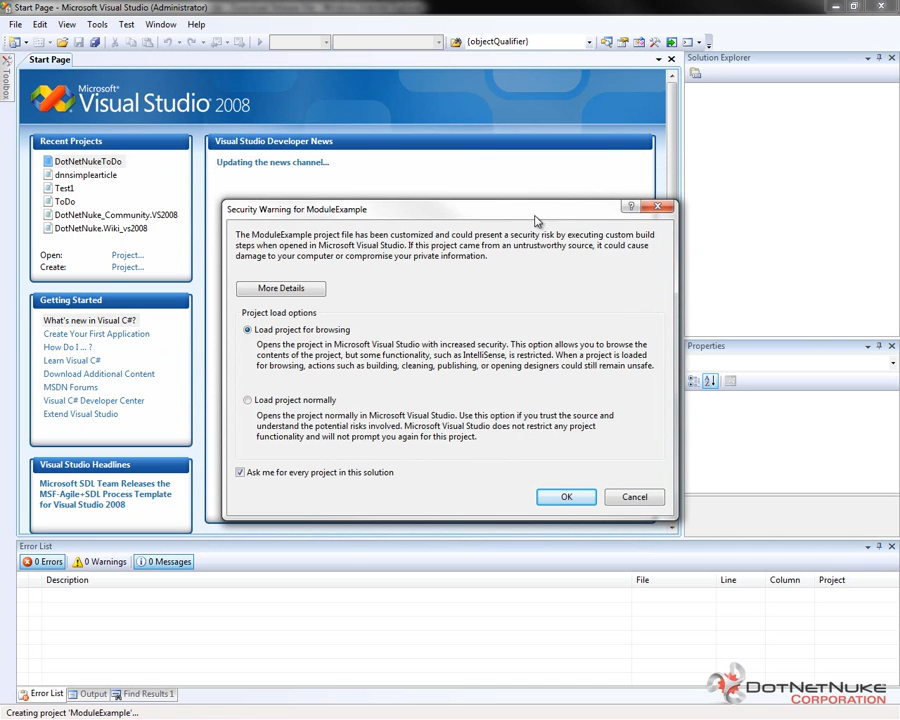 Start Page - Microsoft Visual Studio (Administrator)
File Edit View Tools Test Window Help
{objectQualifier}
Toolbox
Start Page
Solution Explorer
Microsoft®
Visual Studio® 2008
Recent Projects
DotNetNukeToDo
dnnsimplearticle
Test1
ToDo
DotNetNuke_Community.VS2008
DotNetNuke.Wiki_vs2008
Open: Project...
Create: Project...
Visual Studio Developer News
Updating the news channel...
Getting Started
What's new in Visual C#?
Create Your First Application
How Do I ... ?
Learn Visual C#
Download Additional Content
MSDN Forums
Visual C# Developer Center
Extend Visual Studio
Visual Studio Headlines
Microsoft SDL Team Releases the
MSF-Agile+SDL Process Template
for Visual Studio 2008
Security Warning for ModuleExample
The ModuleExample project file has been customized and could present a security risk by executing custom build
steps when opened in Microsoft Visual Studio. If this project came from an untrustworthy source, it could cause
damage to your computer or compromise your private information.
More Details
Project load options
Load project for browsing
Opens the project in Microsoft Visual Studio with increased security. This option allows you to browse the
contents of the project, but some functionality, such as IntelliSense, is restricted. When a project is loaded
for browsing, actions such as building, cleaning, publishing, or opening designers could still remain unsafe.
Load project normally
Opens the project normally in Microsoft Visual Studio. Use this option if you trust the source and
understand the potential risks involved. Microsoft Visual Studio does not restrict any project
functionality and will not prompt you again for this project.
Ask me for every project in this solution
OK Cancel
Properties
Error List
0 Errors 0 Warnings 0 Messages
Description File Line Column Project
Error List Output Find Results 1
Creating project 'ModuleExample'...
DotNetNuke
CORPORATION